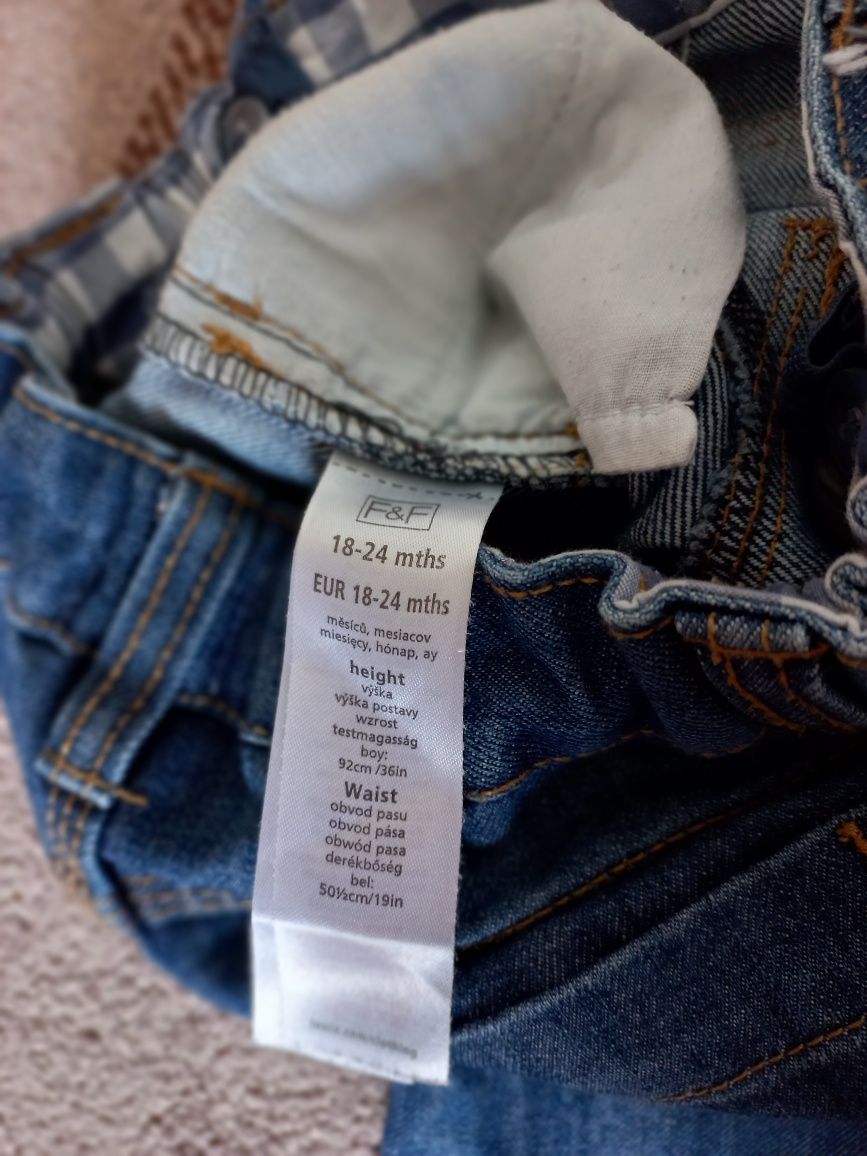 F&F
18-24 mths
EUR 18-24 mths
měsíců, mesiacov
miesięcy, hónap, ay
height
výška
výška postavy
wzrost
testmagasság
boy:
92cm /36in
Waist
obvod pasu
obvod pása
obwód pasa
derékbőség
bel:
50½cm/19in